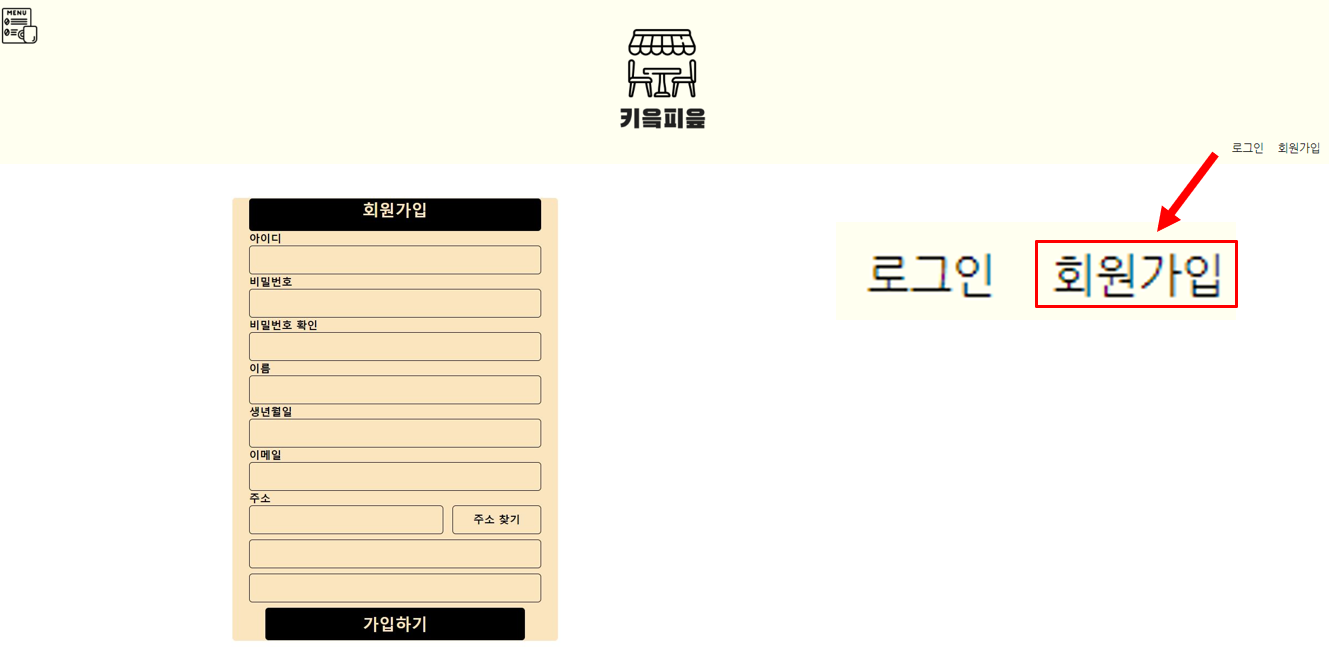 MENU
키읔피읖
로그인 회원가입
회원가입
아이디
비밀번호
비밀번호 확인
이름
생년월일
이메일
주소
주소 찾기
가입하기
로그인 회원가입